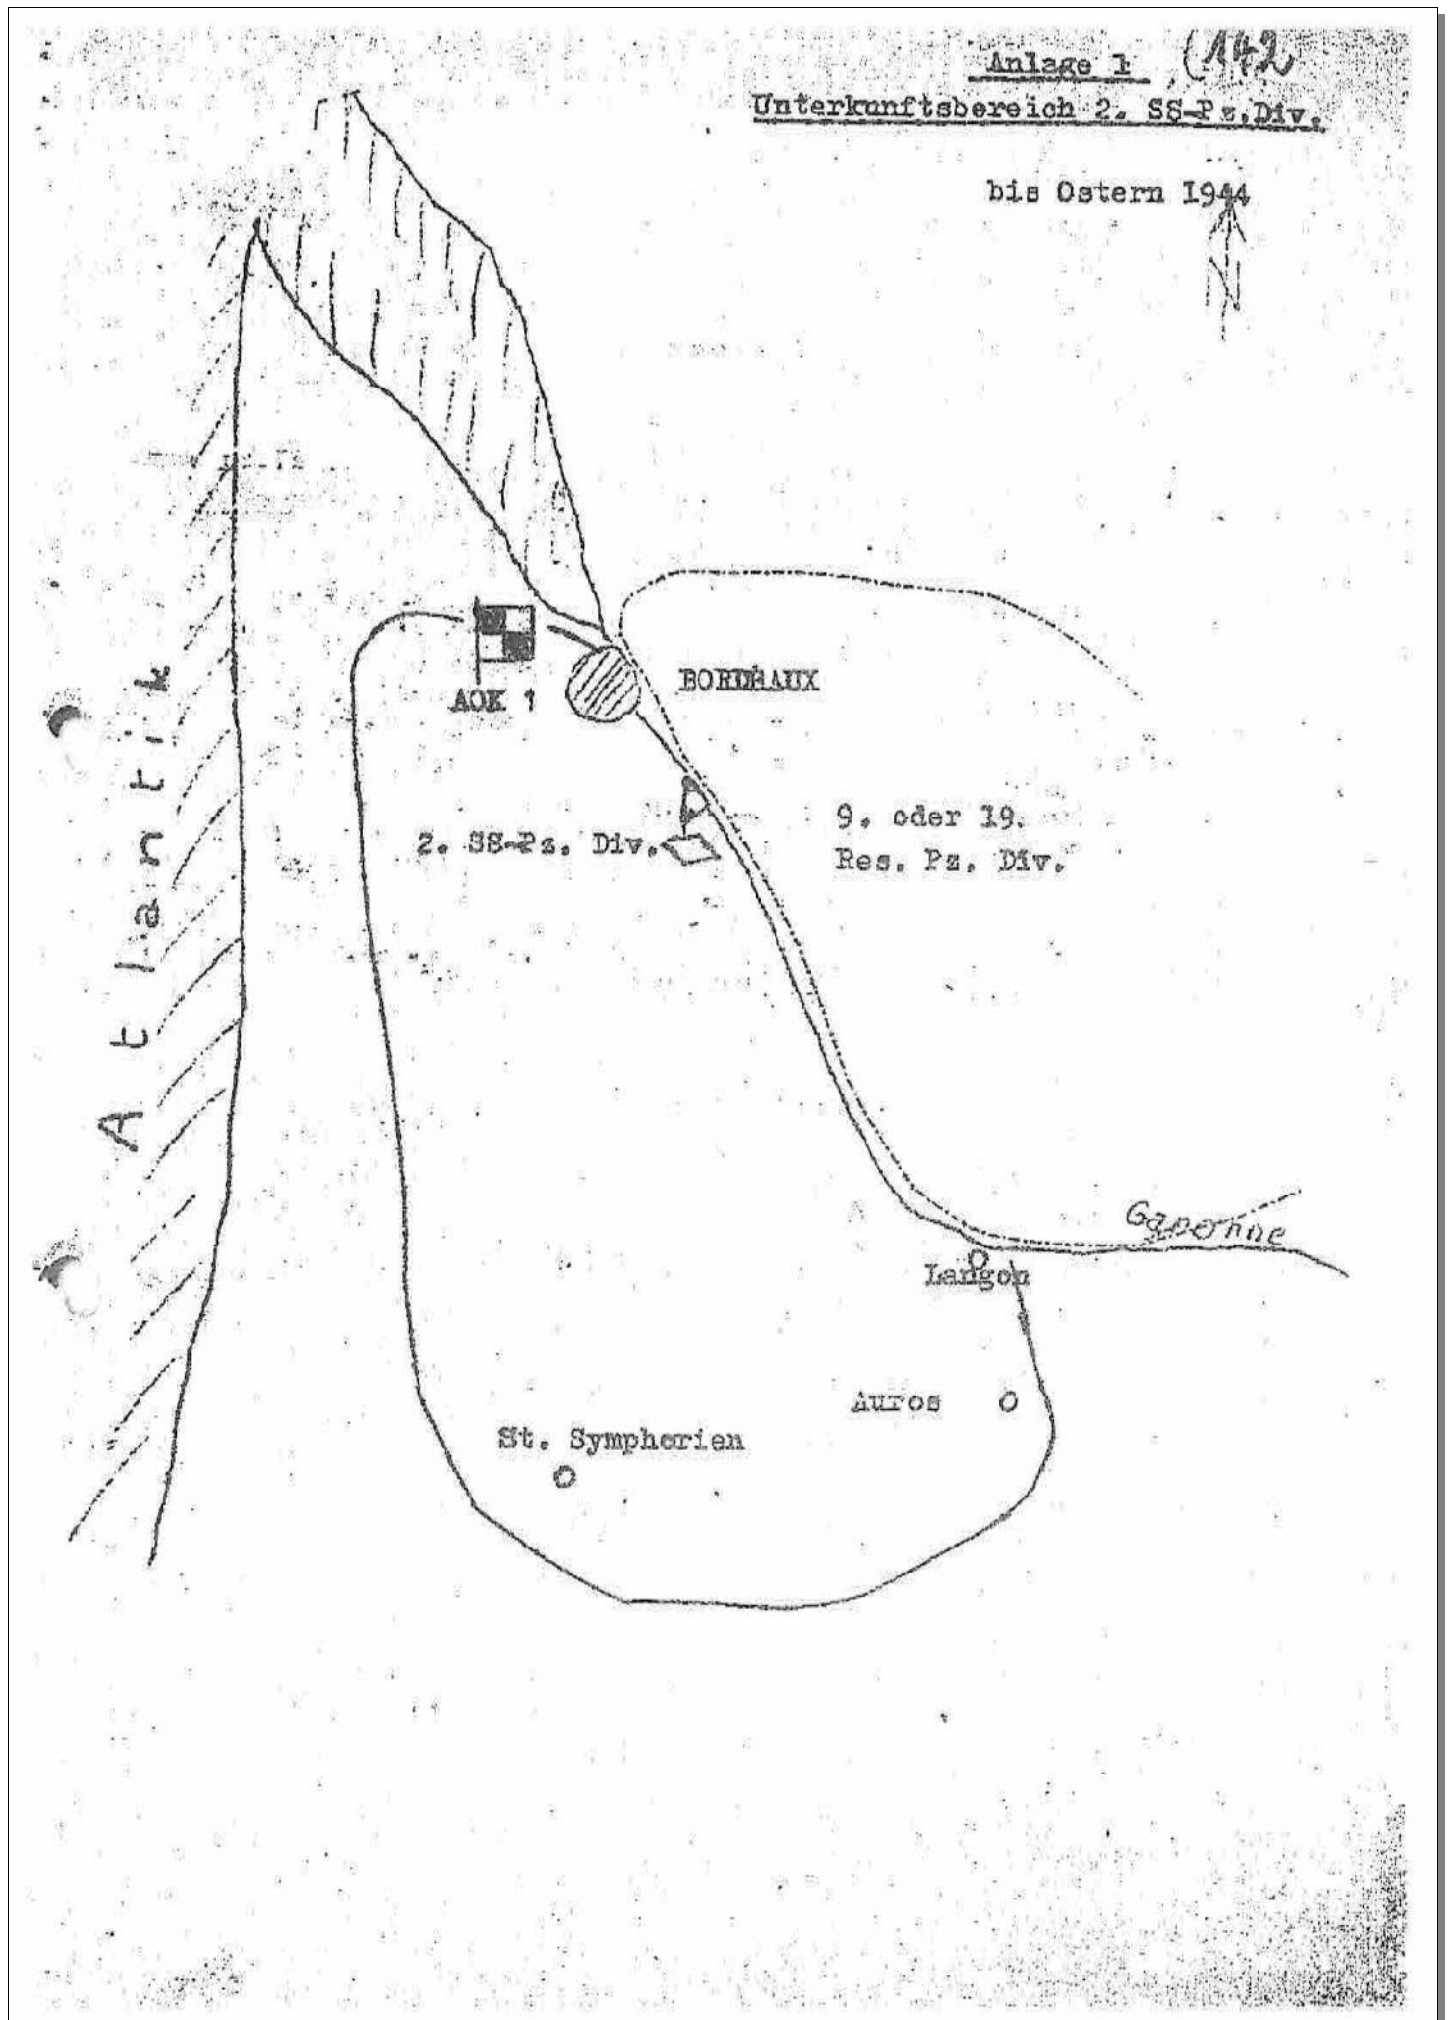 Anlage 1 (142
Unterkunftsbereich 2. SS-Pz.Div.
bis Ostern 1944
N
BORDEAUX
AOK 1
Atlantik
9. oder 19.
Res. Pz. Div.
2. SS-Pz. Div.
Garonne
Langon
Auros
St. Symphorien